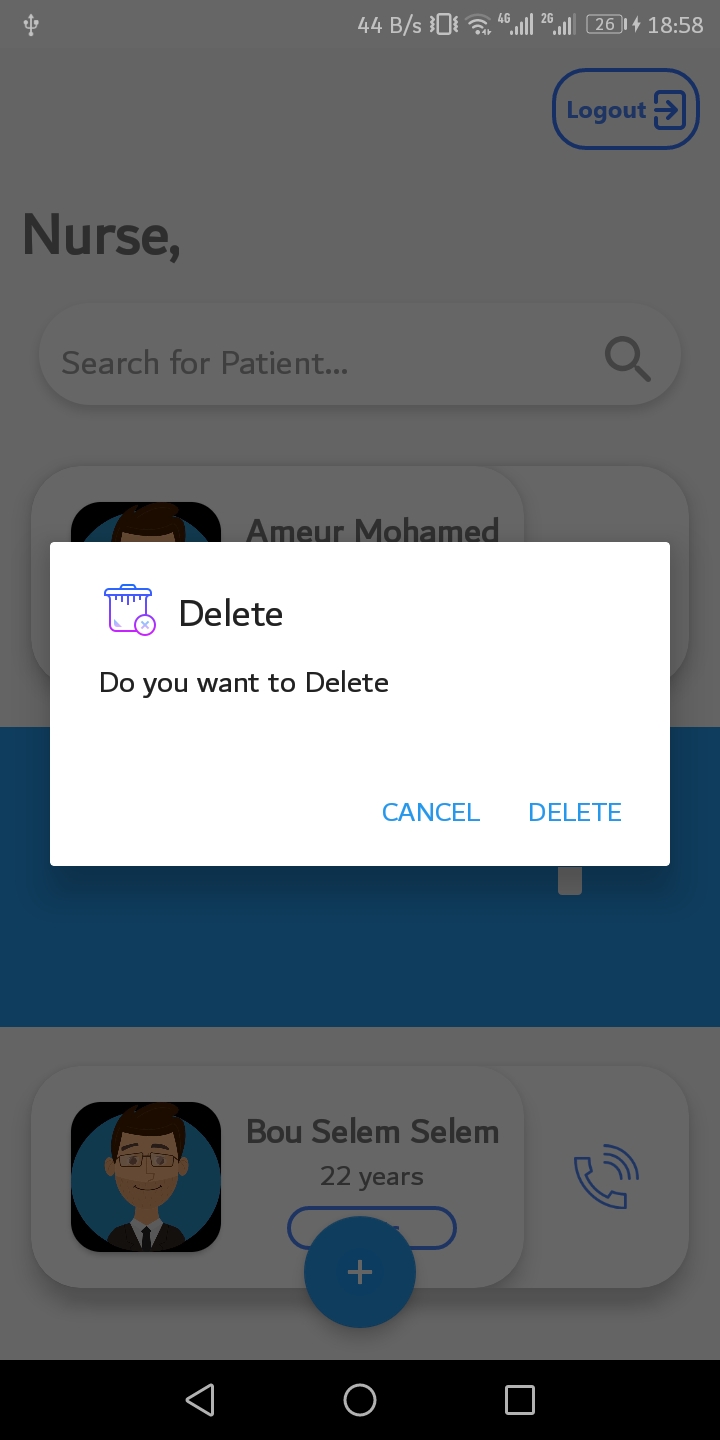 44 B/s 4G 2G 26 18:58
Logout
Nurse,
Search for Patient...
Ameur Mohamed
Delete
Do you want to Delete
CANCEL DELETE
Bou Selem Selem
22 years
+